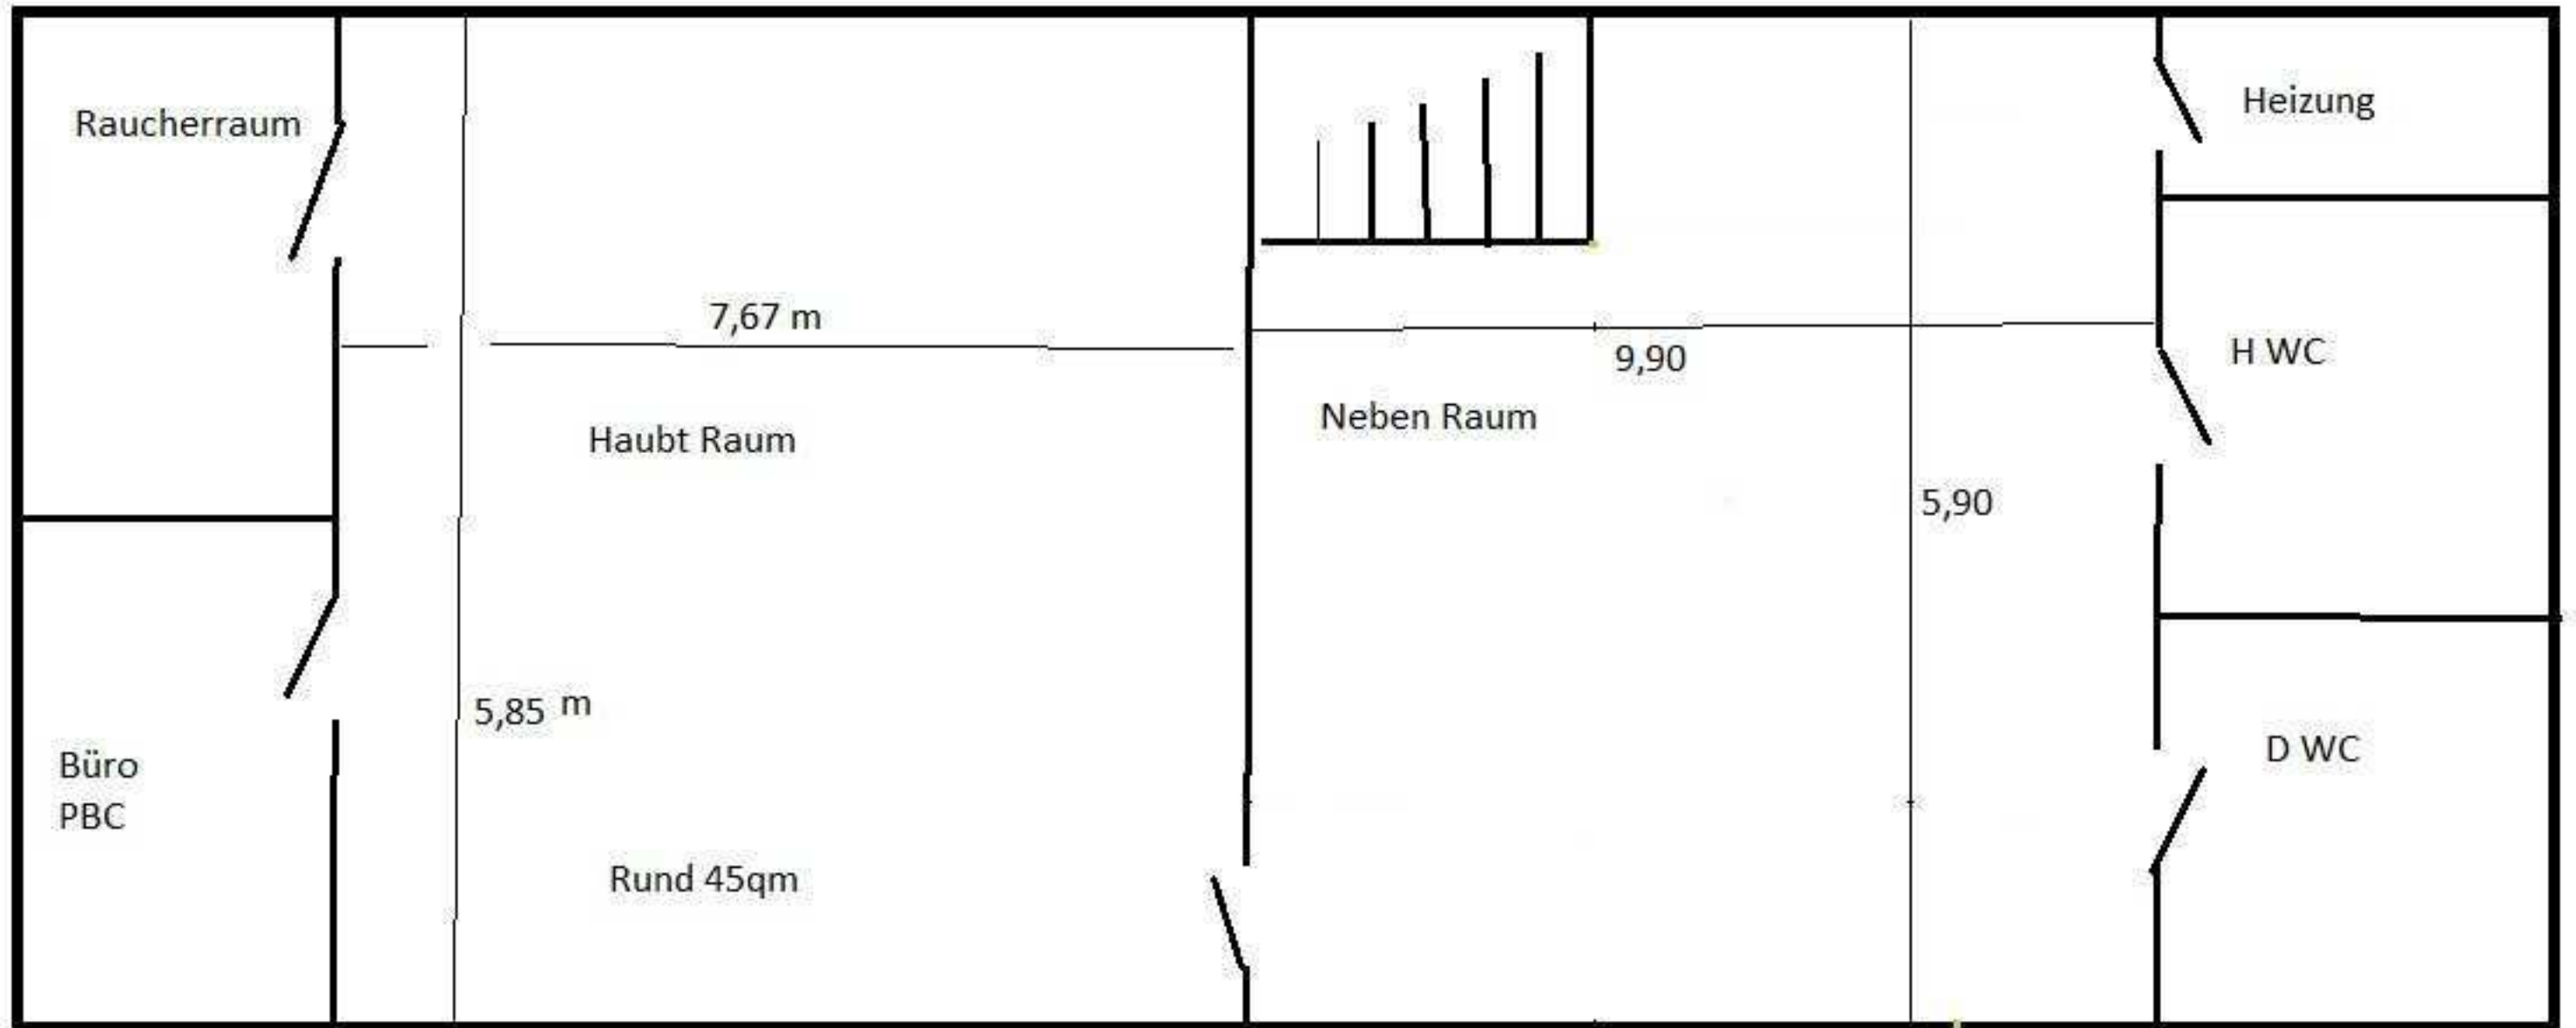 Raucherraum
Heizung
7,67 m
9,90
H WC
Haubt Raum
Neben Raum
5,90
5,85 m
Büro
PBC
D WC
Rund 45qm